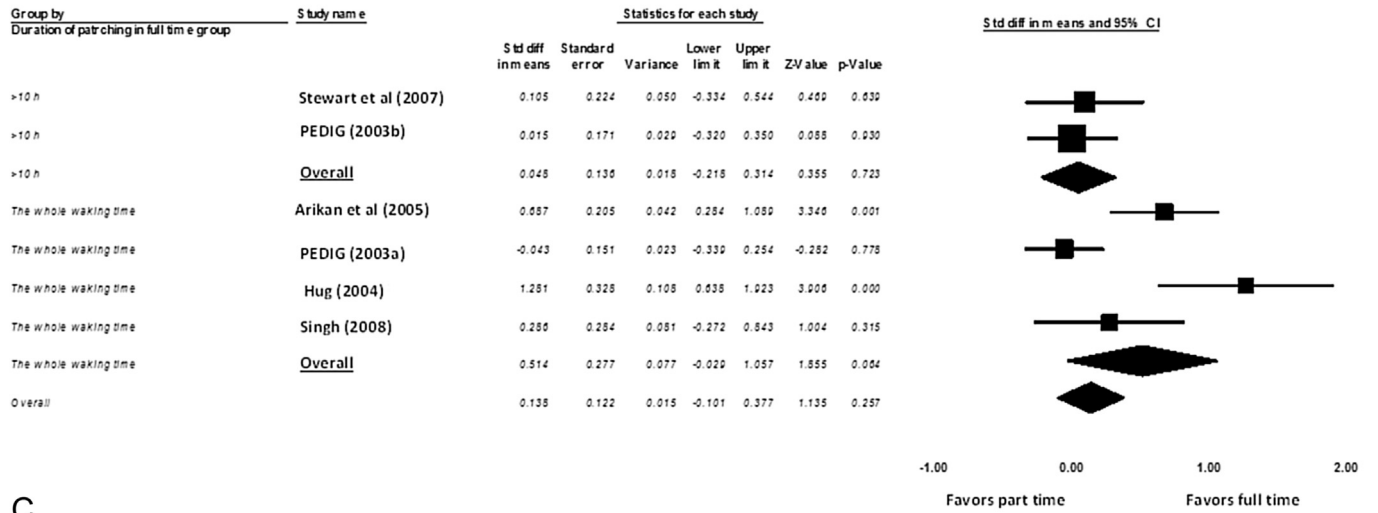 Group by Study name Statistics for each study Std diff in means and 95% CI
Duration of patching in full time group
Std diff in means Standard error Variance Lower limit Upper limit Z-Value p-Value
>10 h Stewart et al (2007) 0.105 0.224 0.050 -0.334 0.544 0.469 0.639
>10 h PEDIG (2003b) 0.015 0.171 0.029 -0.320 0.350 0.088 0.930
>10 h Overall 0.048 0.136 0.018 -0.218 0.314 0.355 0.723
The whole waking time Arikan et al (2005) 0.687 0.205 0.042 0.284 1.089 3.346 0.001
The whole waking time PEDIG (2003a) -0.043 0.151 0.023 -0.339 0.254 -0.282 0.778
The whole waking time Hug (2004) 1.281 0.328 0.108 0.638 1.923 3.906 0.000
The whole waking time Singh (2008) 0.286 0.284 0.081 -0.272 0.843 1.004 0.315
The whole waking time Overall 0.514 0.277 0.077 -0.029 1.057 1.855 0.064
Overall 0.138 0.122 0.015 -0.101 0.377 1.135 0.257
-1.00 0.00 1.00 2.00
Favors part time Favors full time